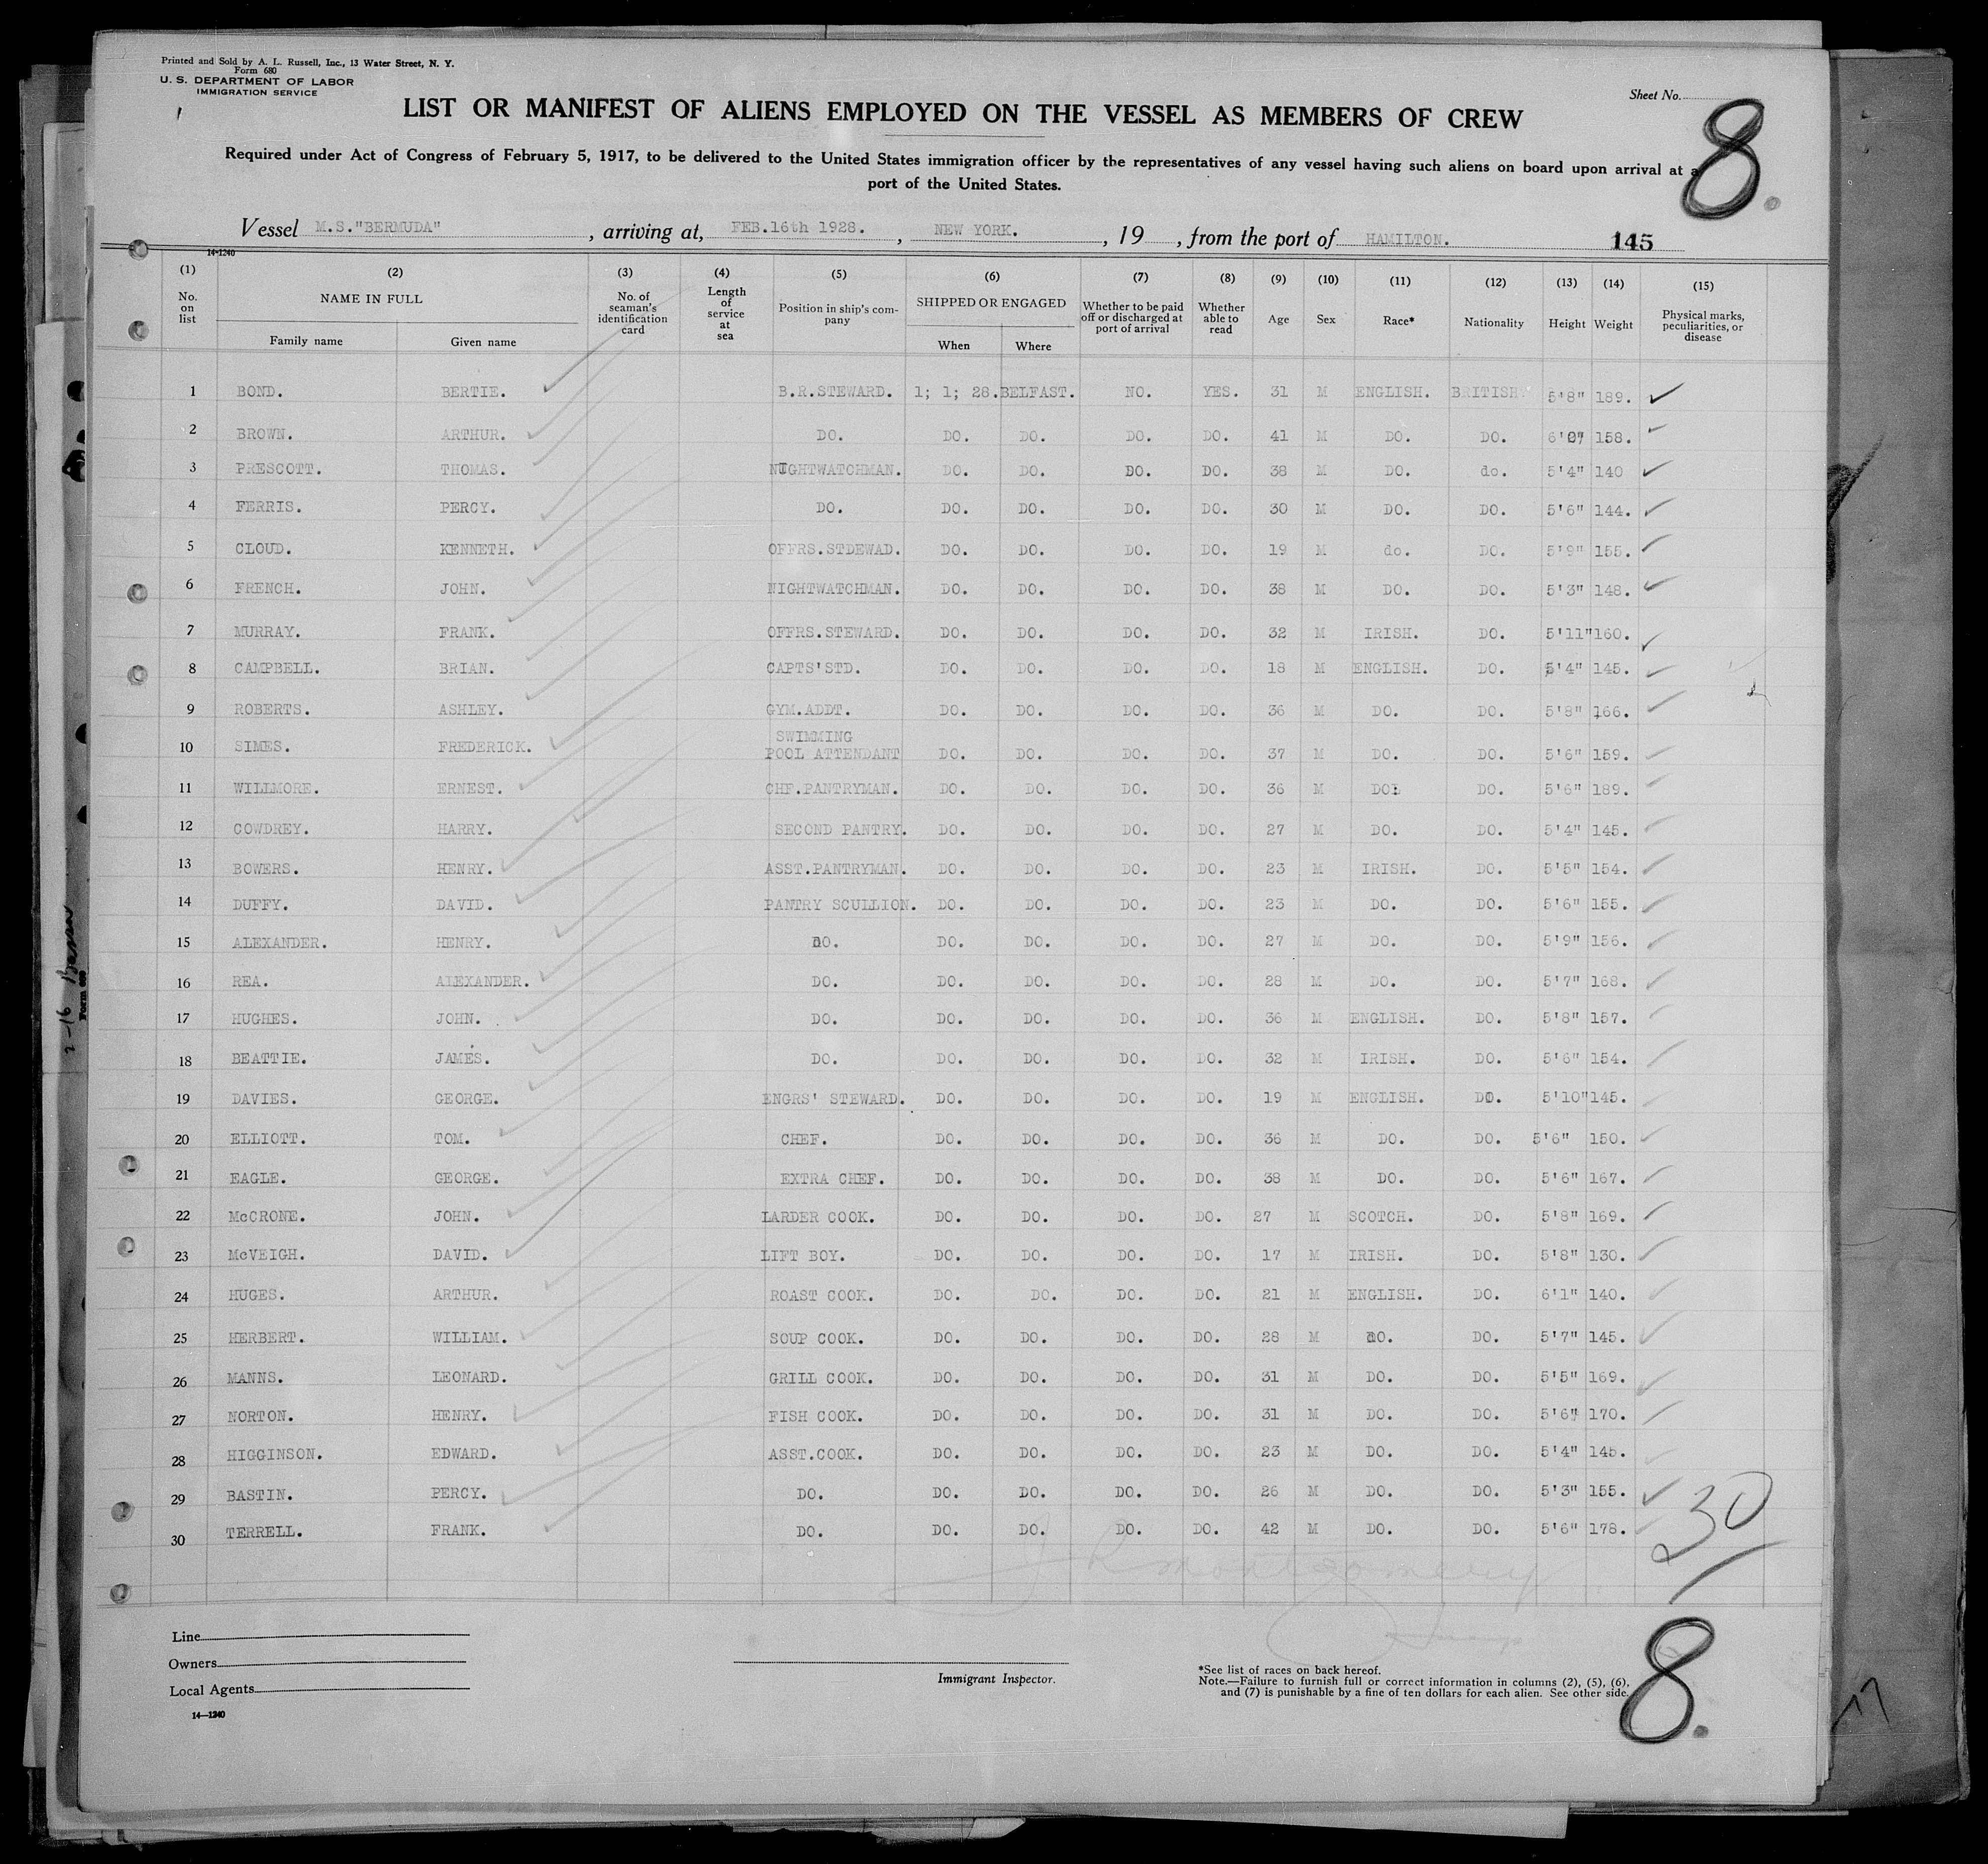 Printed and Sold by A. L. Russell, Inc., 13 Water Street, N. Y.
Form 680
U. S. DEPARTMENT OF LABOR
IMMIGRATION SERVICE
Sheet No.
8.
LIST OR MANIFEST OF ALIENS EMPLOYED ON THE VESSEL AS MEMBERS OF CREW
Required under Act of Congress of February 5, 1917, to be delivered to the United States immigration officer by the representatives of any vessel having such aliens on board upon arrival at a
port of the United States.
Vessel M.S."BERMUDA", arriving at, FEB.16th 1928., NEW YORK., 19, from the port of HAMILTON. 145
14-1240
(1) (2) (3) (4) (5) (6) (7) (8) (9) (10) (11) (12) (13) (14) (15)
No. on list NAME IN FULL No. of seaman's identification card Length of service at sea Position in ship's company SHIPPED OR ENGAGED Whether to be paid off or discharged at port of arrival Whether able to read Age Sex Race* Nationality Height Weight Physical marks, peculiarities, or disease
Family name Given name When Where
1 BOND. BERTIE. B.R.STEWARD. 1; 1; 28. BELFAST. NO. YES. 31 M ENGLISH. BRITISH 5'8" 189.
2 BROWN. ARTHUR. DO. DO. DO. DO. DO. 41 M DO. DO. 6'0" 158.
3 PRESCOTT. THOMAS. NIGHTWATCHMAN. DO. DO. DO. DO. 38 M DO. do. 5'4" 140
4 FERRIS. PERCY. DO. DO. DO. DO. DO. 30 M DO. DO. 5'6" 144.
5 CLOUD. KENNETH. OFFRS.STDEWAD. DO. DO. DO. DO. 19 M do. DO. 5'9" 155.
6 FRENCH. JOHN. NIGHTWATCHMAN. DO. DO. DO. DO. 38 M DO. DO. 5'3" 148.
7 MURRAY. FRANK. OFFRS.STEWARD. DO. DO. DO. DO. 32 M IRISH. DO. 5'11" 160.
8 CAMPBELL. BRIAN. CAPTS'STD. DO. DO. DO. DO. 18 M ENGLISH. DO. 5'4" 145.
9 ROBERTS. ASHLEY. GYM.ADDT. DO. DO. DO. DO. 36 M DO. DO. 5'8" 166.
10 SIMES. FREDERICK. SWIMMING POOL ATTENDANT DO. DO. DO. DO. 37 M DO. DO. 5'6" 159.
11 WILLMORE. ERNEST. CHF.PANTRYMAN. DO. DO. DO. DO. 36 M DO. DO. 5'6" 189.
12 COWDREY. HARRY. SECOND PANTRY. DO. DO. DO. DO. 27 M DO. DO. 5'4" 145.
13 BOWERS. HENRY. ASST.PANTRYMAN. DO. DO. DO. DO. 23 M IRISH. DO. 5'5" 154.
14 DUFFY. DAVID. PANTRY SCULLION. DO. DO. DO. DO. 23 M DO. DO. 5'6" 155.
15 ALEXANDER. HENRY. DO. DO. DO. DO. DO. 27 M DO. DO. 5'9" 156.
16 REA. ALEXANDER. DO. DO. DO. DO. DO. 28 M DO. DO. 5'7" 168.
17 HUGHES. JOHN. DO. DO. DO. DO. DO. 36 M ENGLISH. DO. 5'8" 157.
18 BEATTIE. JAMES. DO. DO. DO. DO. DO. 32 M IRISH. DO. 5'6" 154.
19 DAVIES. GEORGE. ENGRS' STEWARD. DO. DO. DO. DO. 19 M ENGLISH. DO. 5'10" 145.
20 ELLIOTT. TOM. CHEF. DO. DO. DO. DO. 36 M DO. DO. 5'6" 150.
21 EAGLE. GEORGE. EXTRA CHEF. DO. DO. DO. DO. 38 M DO. DO. 5'6" 167.
22 McCRONE. JOHN. LARDER COOK. DO. DO. DO. DO. 27 M SCOTCH. DO. 5'8" 169.
23 McVEIGH. DAVID. LIFT BOY. DO. DO. DO. DO. 17 M IRISH. DO. 5'8" 130.
24 HUGES. ARTHUR. ROAST COOK. DO. DO. DO. DO. 21 M ENGLISH. DO. 6'1" 140.
25 HERBERT. WILLIAM. SOUP COOK. DO. DO. DO. DO. 28 M DO. DO. 5'7" 145.
26 MANNS. LEONARD. GRILL COOK. DO. DO. DO. DO. 31 M DO. DO. 5'5" 169.
27 NORTON. HENRY. FISH COOK. DO. DO. DO. DO. 31 M DO. DO. 5'6" 170.
28 HIGGINSON. EDWARD. ASST.COOK. DO. DO. DO. DO. 23 M DO. DO. 5'4" 145.
29 BASTIN. PERCY. DO. DO. DO. DO. DO. 26 M DO. DO. 5'3" 155.
30 TERRELL. FRANK. DO. DO. DO. DO. DO. 42 M DO. DO. 5'6" 178.
30
Line
Owners
Local Agents
14—1240
Immigrant Inspector.
*See list of races on back hereof.
Note.—Failure to furnish full or correct information in columns (2), (5), (6),
and (7) is punishable by a fine of ten dollars for each alien. See other side.
8.